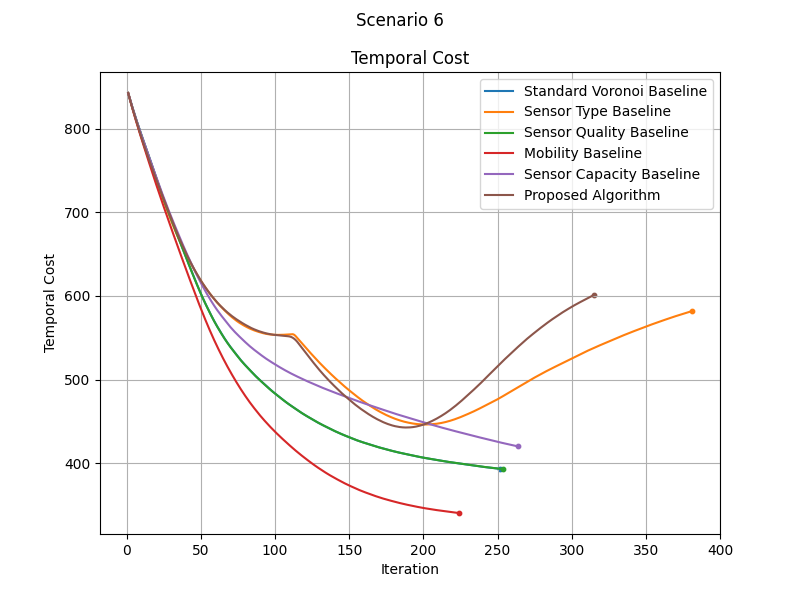 Scenario 6
Temporal Cost
Standard Voronoi Baseline
Sensor Type Baseline
Sensor Quality Baseline
Mobility Baseline
Sensor Capacity Baseline
Proposed Algorithm
800
700
600
500
400
Temporal Cost
0 50 100 150 200 250 300 350 400
Iteration